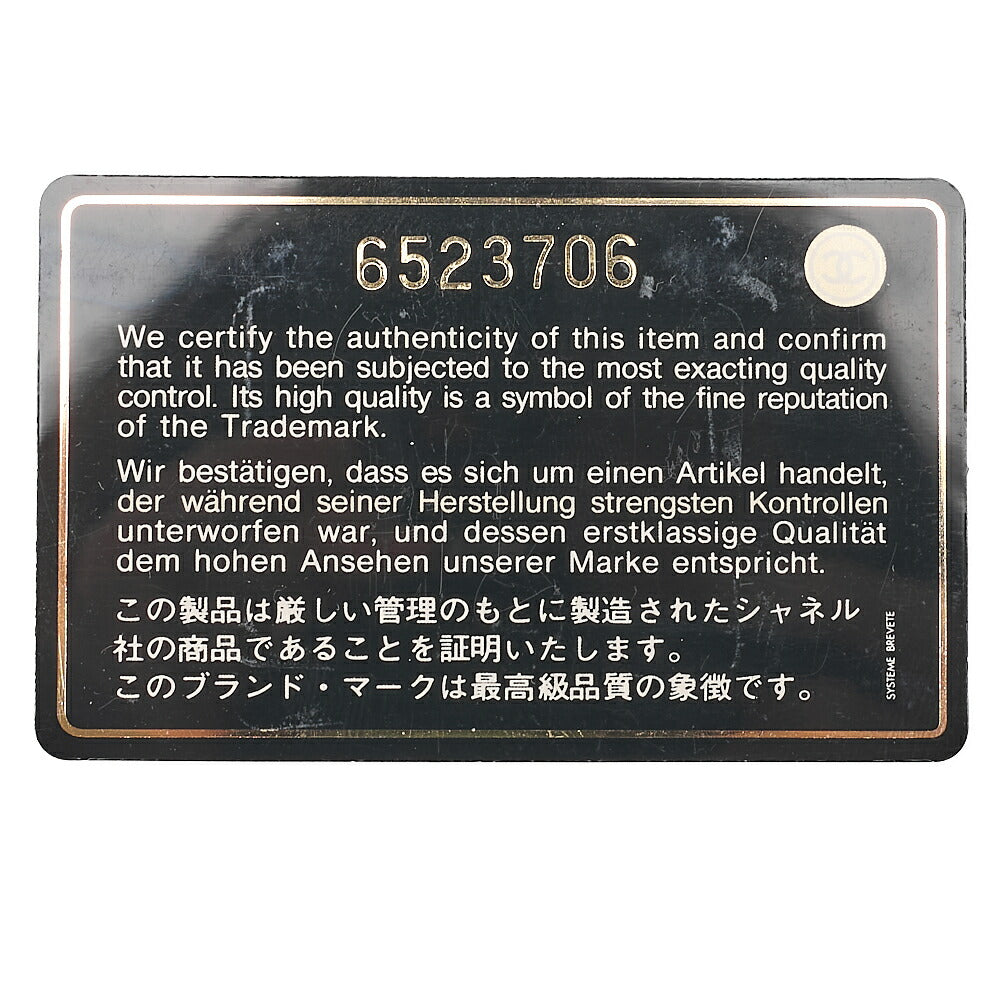 6523706
We certify the authenticity of this item and confirm
that it has been subjected to the most exacting quality
control. Its high quality is a symbol of the fine reputation
of the Trademark.
Wir bestätigen, dass es sich um einen Artikel handelt,
der während seiner Herstellung strengsten Kontrollen
unterworfen war, und dessen erstklassige Qualität
dem hohen Ansehen unserer Marke entspricht.
この製品は厳しい管理のもとに製造されたシャネル
社の商品であることを証明いたします。
このブランド・マークは最高級品質の象徴です。
SYSTEME BREVETE